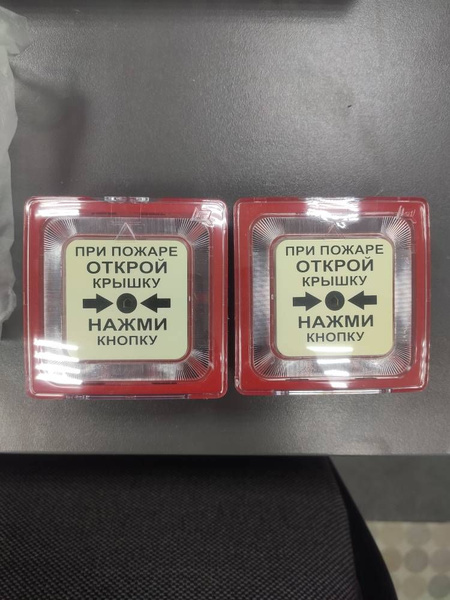 ПРИ ПОЖАРЕ
ОТКРОЙ
КРЫШКУ
НАЖМИ
КНОПКУ
ПРИ ПОЖАРЕ
ОТКРОЙ
КРЫШКУ
НАЖМИ
КНОПКУ